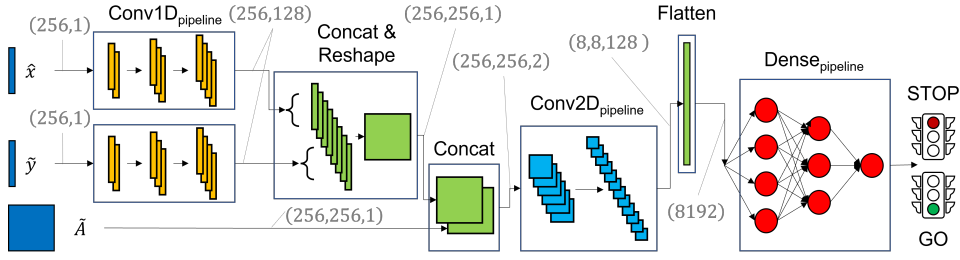 Conv1D_pipeline
(256,1)
(256,128)
x̂
(256,1)
ỹ
Ã
(256,256,1)
Concat &
Reshape
(256,256,1)
Concat
(256,256,2)
Conv2D_pipeline
(8,8,128 )
Flatten
(8192)
Dense_pipeline
STOP
GO